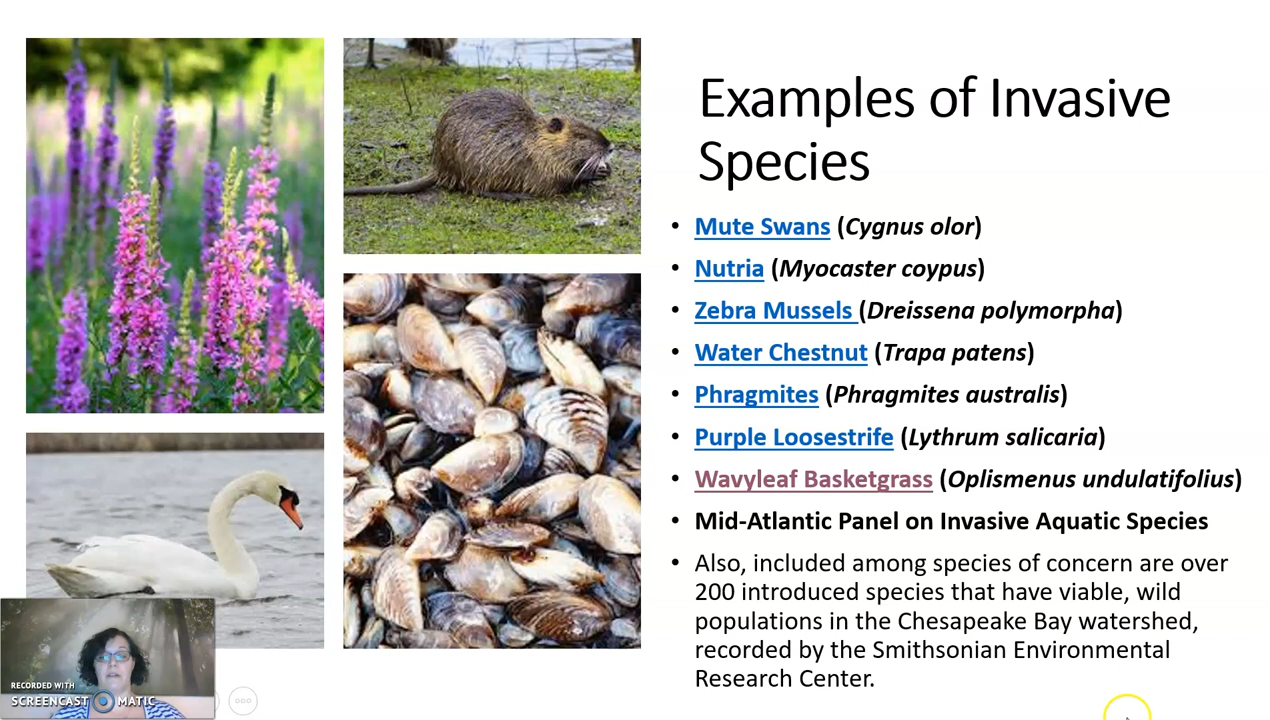 Examples of Invasive
Species
• Mute Swans (Cygnus olor)
• Nutria (Myocaster coypus)
• Zebra Mussels (Dreissena polymorpha)
• Water Chestnut (Trapa patens)
• Phragmites (Phragmites australis)
• Purple Loosestrife (Lythrum salicaria)
• Wavyleaf Basketgrass (Oplismenus undulatifolius)
• Mid-Atlantic Panel on Invasive Aquatic Species
• Also, included among species of concern are over
200 introduced species that have viable, wild
populations in the Chesapeake Bay watershed,
recorded by the Smithsonian Environmental
Research Center.
RECORDED WITH
SCREENCAST MATIC